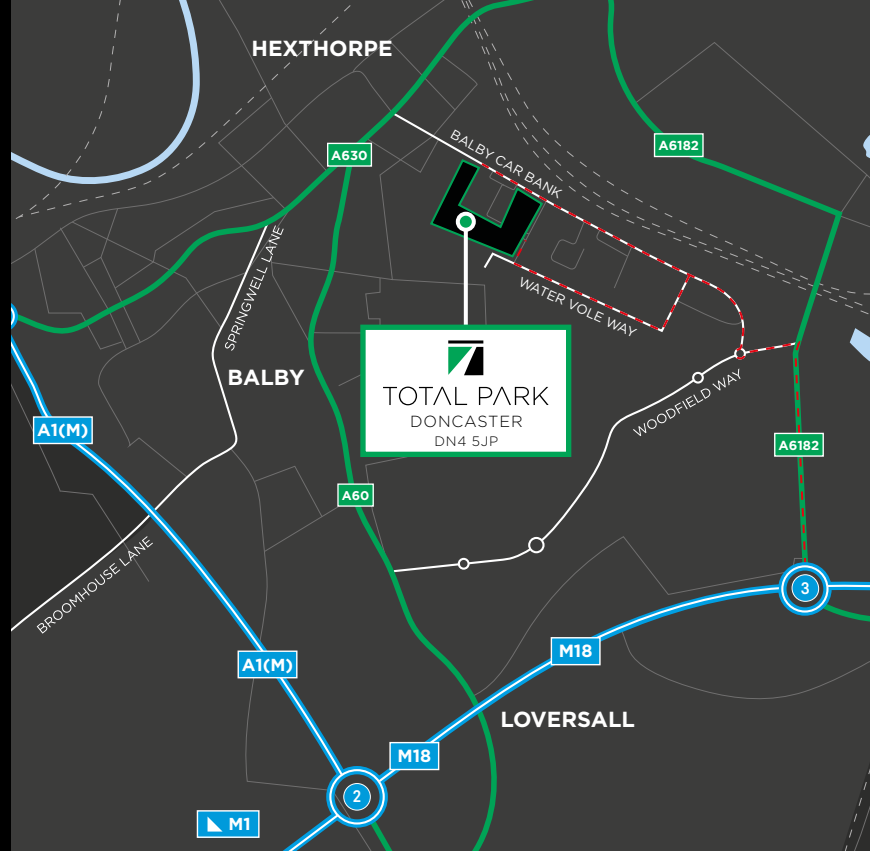 HEXTHORPE
A630
A6182
BALBY CARR BANK
SPRINGWELL LANE
WATER VOLE WAY
BALBY
TOTAL PARK
DONCASTER
DN4 5JP
WOODFIELD WAY
A1(M)
A6182
A60
BROOMHOUSE LANE
3
M18
A1(M)
LOVERSALL
M18
2
M1